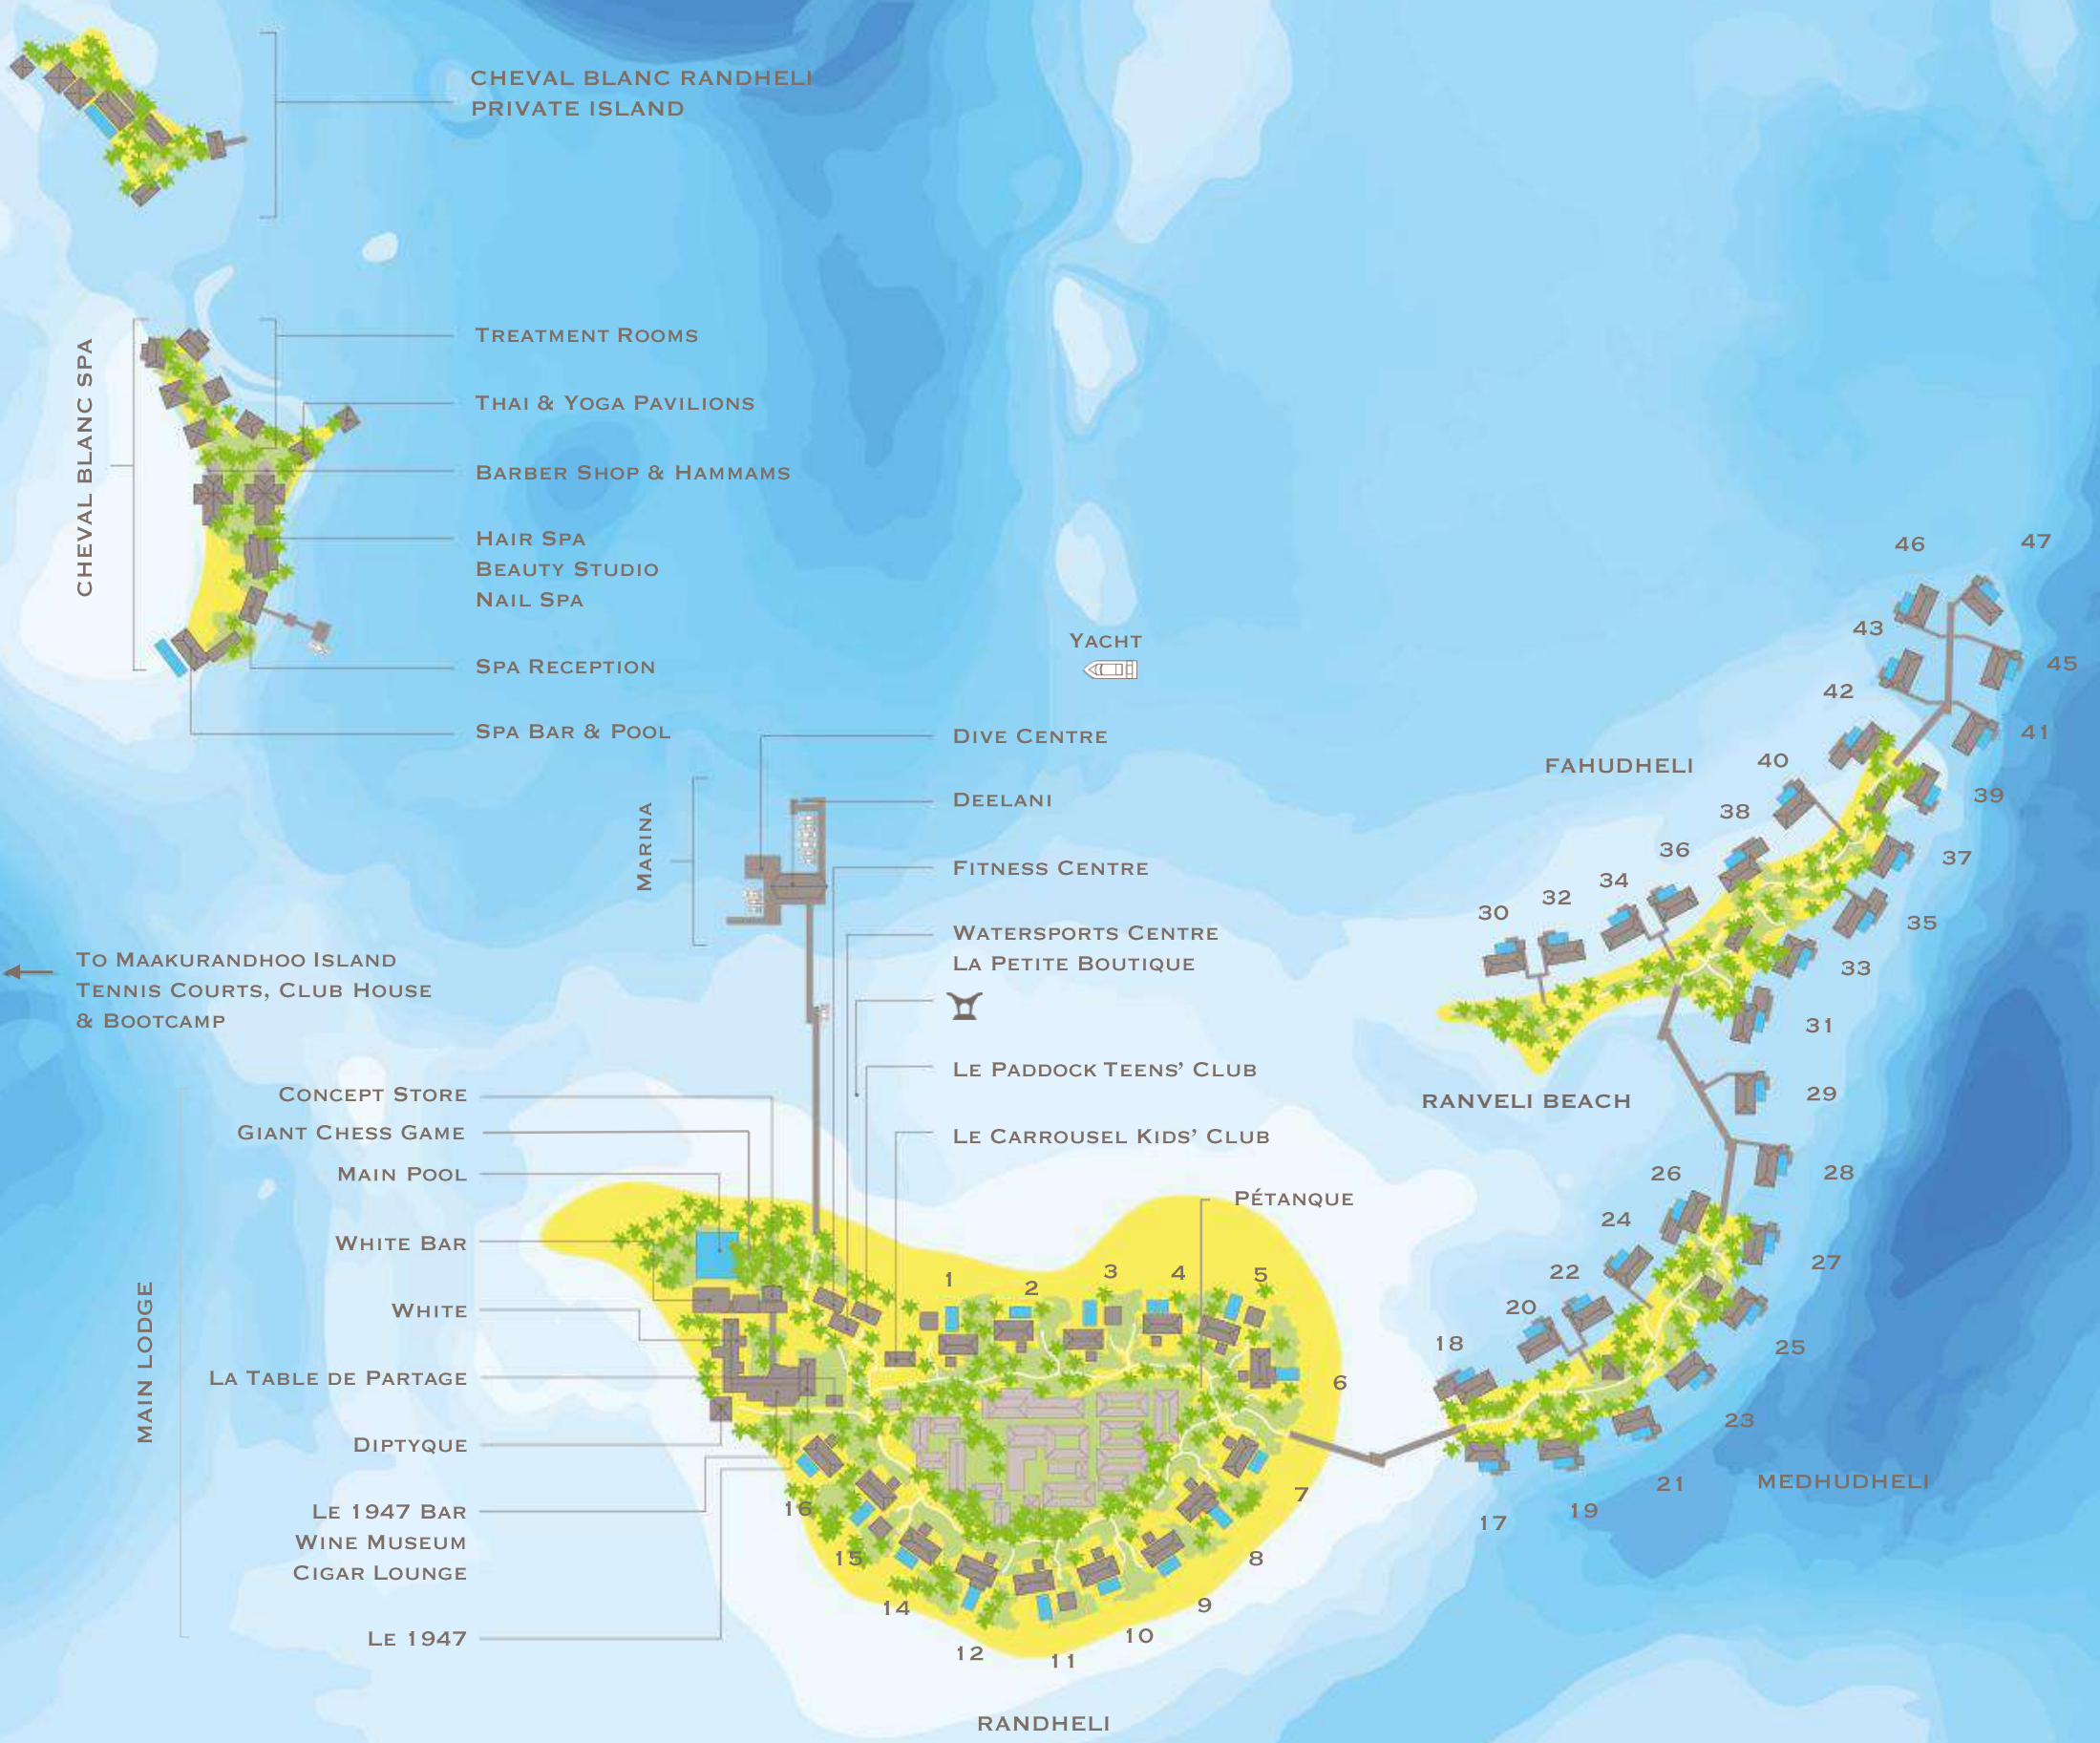 CHEVAL BLANC RANDHELI
PRIVATE ISLAND
CHEVAL BLANC SPA
TREATMENT ROOMS
THAI & YOGA PAVILIONS
BARBER SHOP & HAMMAMS
HAIR SPA
BEAUTY STUDIO
NAIL SPA
SPA RECEPTION
SPA BAR & POOL
YACHT
MARINA
DIVE CENTRE
DEELANI
FITNESS CENTRE
WATERSPORTS CENTRE
LA PETITE BOUTIQUE
LE PADDOCK TEENS' CLUB
LE CARROUSEL KIDS' CLUB
PÉTANQUE
TO MAAKURANDHOO ISLAND
TENNIS COURTS, CLUB HOUSE
& BOOTCAMP
MAIN LODGE
CONCEPT STORE
GIANT CHESS GAME
MAIN POOL
WHITE BAR
WHITE
LA TABLE DE PARTAGE
DIPTYQUE
LE 1947 BAR
WINE MUSEUM
CIGAR LOUNGE
LE 1947
1
2
3
4
5
6
7
8
9
10
11
12
14
15
16
RANDHELI
17
18
19
20
21
22
23
24
25
26
27
MEDHUDHELI
28
29
RANVELI BEACH
FAHUDHELI
30
31
32
33
34
35
36
37
38
39
40
41
42
43
45
46
47